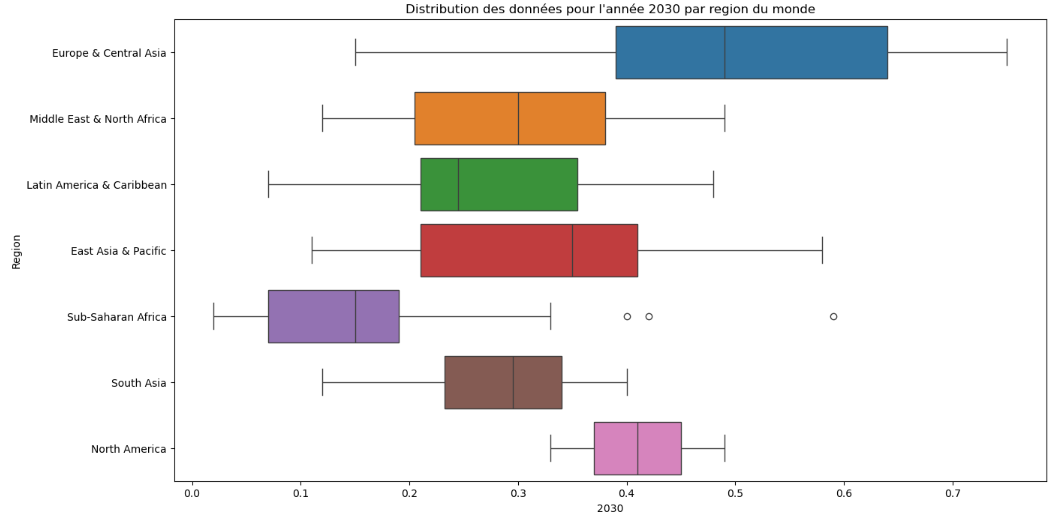 Distribution des données pour l'année 2030 par region du monde
Region
Europe & Central Asia
Middle East & North Africa
Latin America & Caribbean
East Asia & Pacific
Sub-Saharan Africa
South Asia
North America
0.0 0.1 0.2 0.3 0.4 0.5 0.6 0.7
2030